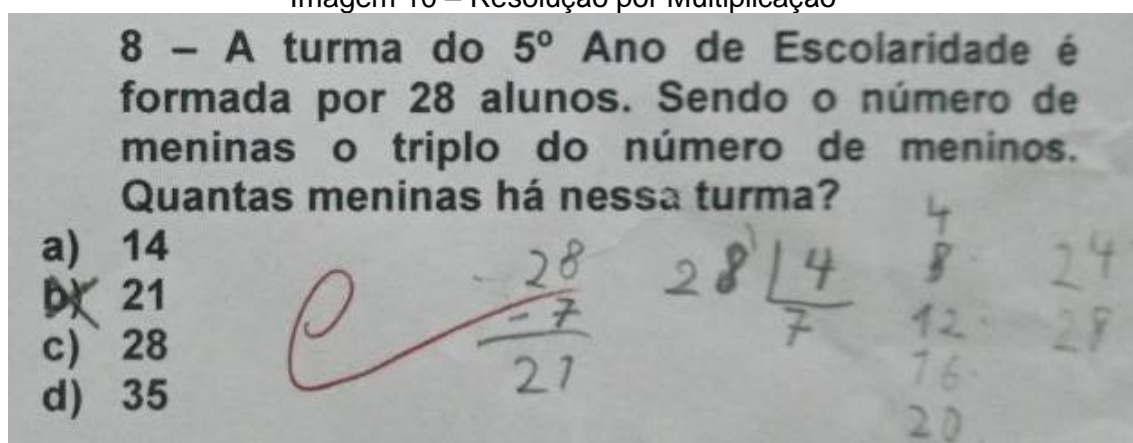 Imagem 10 – Resolução por Multiplicação
8 – A turma do 5º Ano de Escolaridade é
formada por 28 alunos. Sendo o número de
meninas o triplo do número de meninos.
Quantas meninas há nessa turma?
a) 14
b) 21
c) 28
d) 35
- 28
- 7
21
28 4
7
4
8
12
16
20
24
28